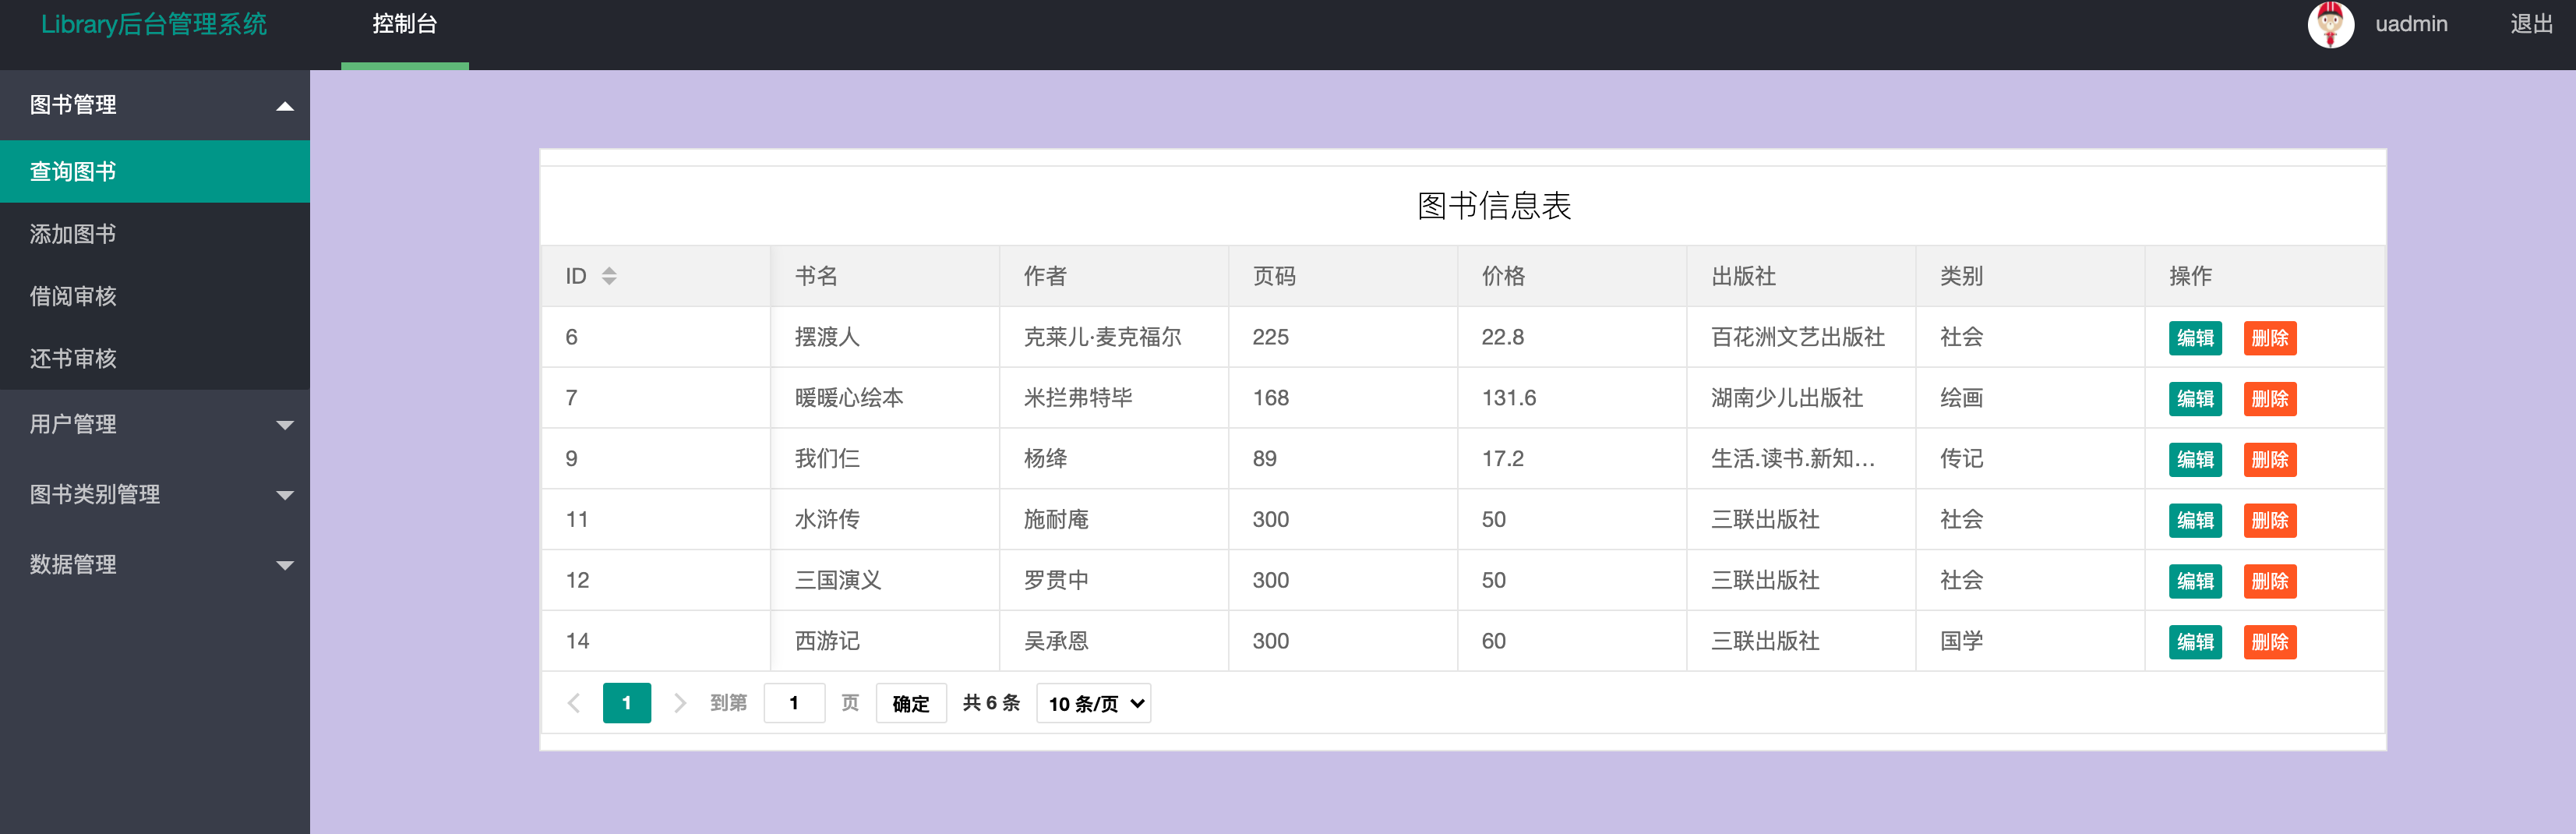 Library后台管理系统 控制台 uadmin 退出
图书管理
查询图书
添加图书
借阅审核
还书审核
用户管理
图书类别管理
数据管理
图书信息表
ID 书名 作者 页码 价格 出版社 类别 操作
6 摆渡人 克莱儿·麦克福尔 225 22.8 百花洲文艺出版社 社会 编辑 删除
7 暖暖心绘本 米拦弗特毕 168 131.6 湖南少儿出版社 绘画 编辑 删除
9 我们仨 杨绛 89 17.2 生活.读书.新知... 传记 编辑 删除
11 水浒传 施耐庵 300 50 三联出版社 社会 编辑 删除
12 三国演义 罗贯中 300 50 三联出版社 社会 编辑 删除
14 西游记 吴承恩 300 60 三联出版社 国学 编辑 删除
1 到第 1 页 确定 共 6 条 10 条/页